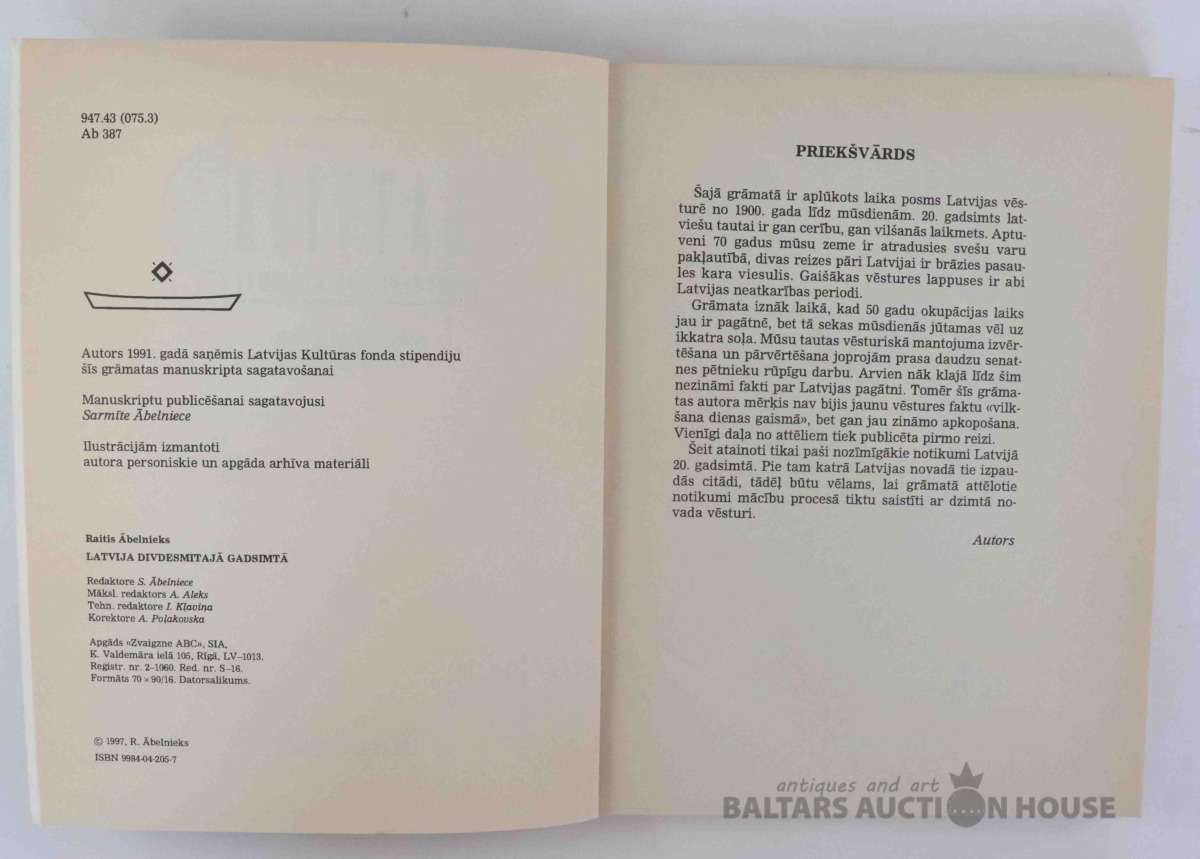 947.43 (075.3)
Ab 387
Autors 1991. gadā saņēmis Latvijas Kultūras fonda stipendiju
šīs grāmatas manuskripta sagatavošanai
Manuskriptu publicēšanai sagatavojusi
Sarmīte Ābelniece
Ilustrācijām izmantoti
autora personiskie un apgāda arhīva materiāli
Raitis Ābelnieks
LATVIJA DIVDESMITAJĀ GADSIMTĀ
Redaktore S. Ābelniece
Māksl. redaktors A. Aleks
Tehn. redaktore I. Kļaviņa
Korektore A. Poļakovska
Apgāds «Zvaigzne ABC», SIA,
K. Valdemāra ielā 105, Rīgā, LV–1013.
Reģistr. nr. 2–1060. Red. nr. S–16.
Formāts 70 × 90/16. Datorsalikums.
© 1997, R. Ābelnieks
ISBN 9984-04-205-7
PRIEKŠVĀRDS
Šajā grāmatā ir aplūkots laika posms Latvijas vēs-
turē no 1900. gada līdz mūsdienām. 20. gadsimts lat-
viešu tautai ir gan cerību, gan vilšanās laikmets. Aptu-
veni 70 gadus mūsu zeme ir atradusies svešu varu
pakļautībā, divas reizes pāri Latvijai ir brāzies pasau-
les kara viesulis. Gaišākas vēstures lappuses ir abi
Latvijas neatkarības periodi.
Grāmata iznāk laikā, kad 50 gadu okupācijas laiks
jau ir pagātnē, bet tā sekas mūsdienās jūtamas vēl uz
ikkatra soļa. Mūsu tautas vēsturiskā mantojuma izvēr-
tēšana un pārvērtēšana joprojām prasa daudzu senat-
nes pētnieku rūpīgu darbu. Arvien nāk klajā līdz šim
nezināmi fakti par Latvijas pagātni. Tomēr šīs grāma-
tas autora mērķis nav bijis jaunu vēstures faktu «vilk-
šana dienas gaismā», bet gan jau zināmo apkopošana.
Vienīgi daļa no attēliem tiek publicēta pirmo reizi.
Šeit atainoti tikai paši nozīmīgākie notikumi Latvijā
20. gadsimtā. Pie tam katrā Latvijas novadā tie izpau-
dās citādi, tādēļ būtu vēlams, lai grāmatā attēlotie
notikumi mācību procesā tiktu saistīti ar dzimtā no-
vada vēsturi.
Autors
antiques and art
BALTARS AUCTION HOUSE